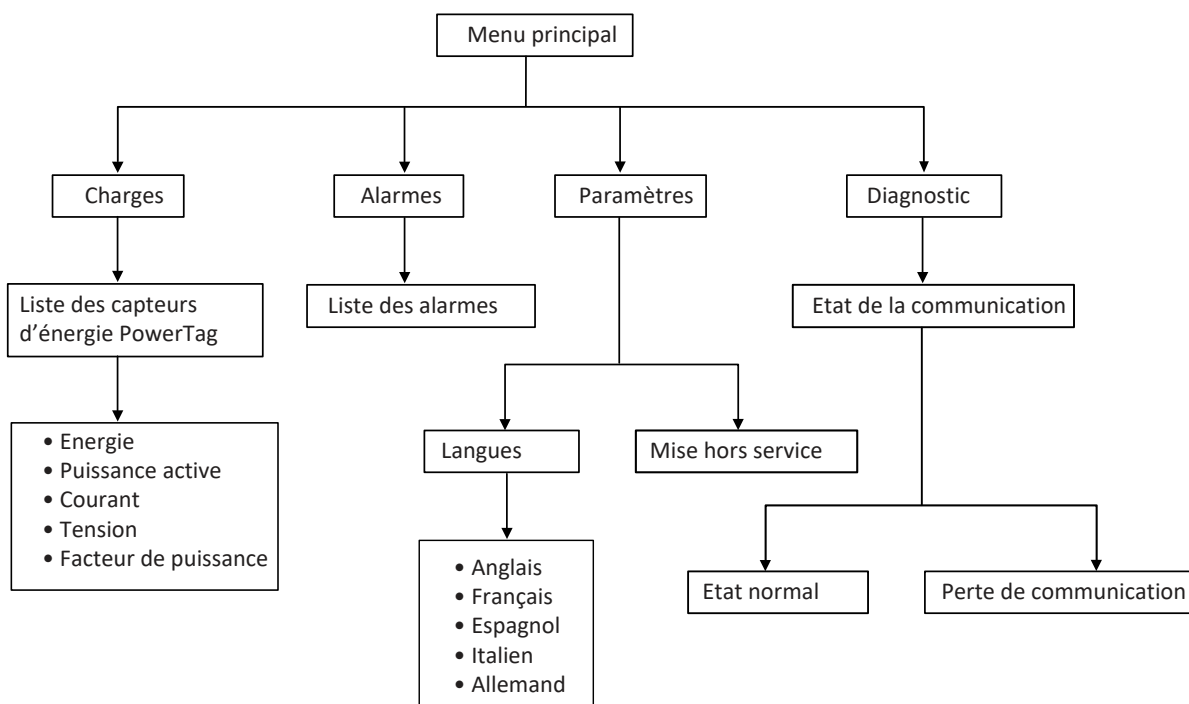 Menu principal
Charges
Alarmes
Paramètres
Diagnostic
Liste des capteurs
d'énergie PowerTag
Liste des alarmes
Etat de la communication
• Energie
• Puissance active
• Courant
• Tension
• Facteur de puissance
Langues
Mise hors service
• Anglais
• Français
• Espagnol
• Italien
• Allemand
Etat normal
Perte de communication